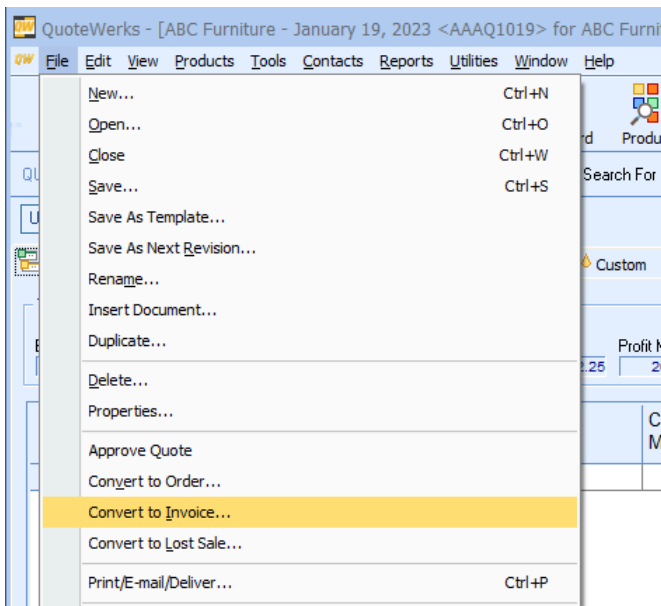 QuoteWerks - [ABC Furniture - January 19, 2023 <AAAQ1019> for ABC Furni
File Edit View Products Tools Contacts Reports Utilities Window Help
New... Ctrl+N
Open... Ctrl+O
Close Ctrl+W
Save... Ctrl+S
Save As Template...
Save As Next Revision...
Rename...
Insert Document...
Duplicate...
Delete...
Properties...
Approve Quote
Convert to Order...
Convert to Invoice...
Convert to Lost Sale...
Print/E-mail/Deliver... Ctrl+P
rd Produ
Search For
Custom
Profit M
.25 2